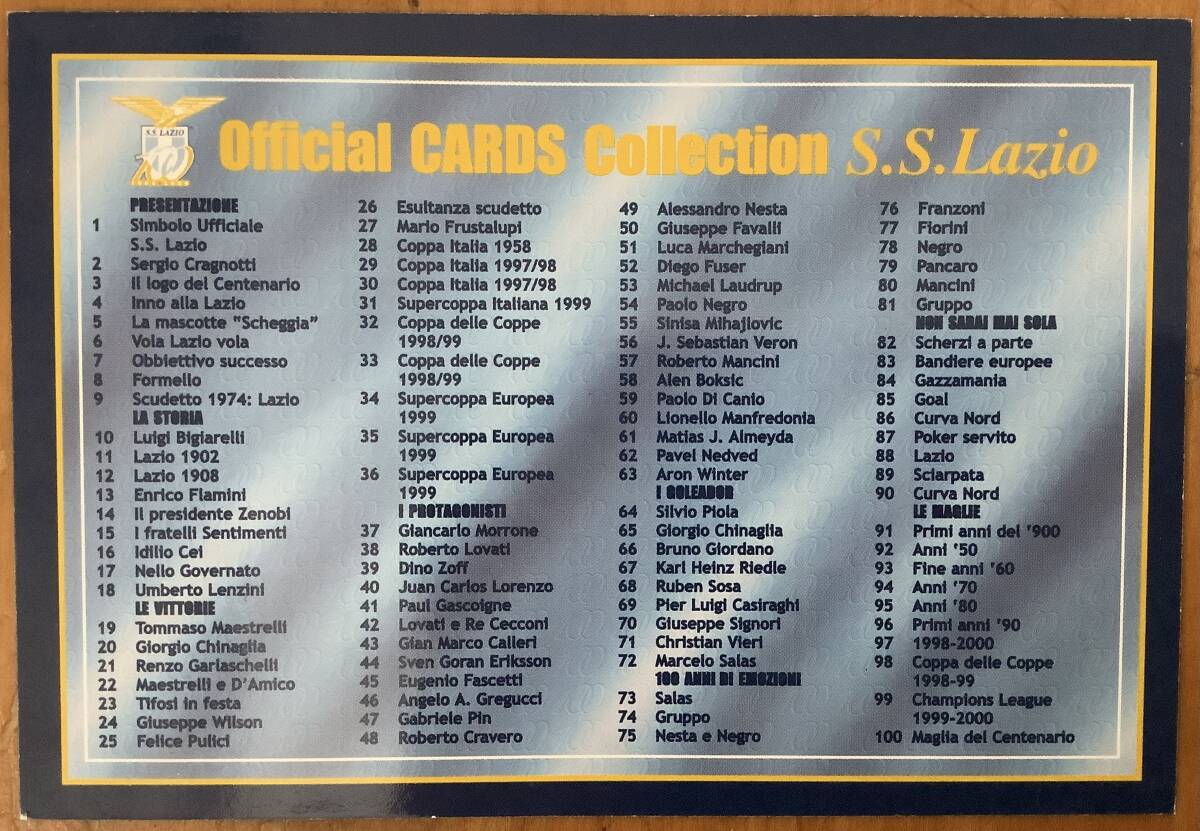 S.S. LAZIO
Official CARDS Collection S.S.Lazio
PRESENTAZIONE
1 Simbolo Ufficiale
S.S. Lazio
2 Sergio Cragnotti
3 Il logo del Centenario
4 Inno alla Lazio
5 La mascotte "Scheggia"
6 Vola Lazio vola
7 Obbiettivo successo
8 Formello
9 Scudetto 1974: Lazio
LA STORIA
10 Luigi Bigiarelli
11 Lazio 1902
12 Lazio 1908
13 Enrico Flamini
14 Il presidente Zenobi
15 I fratelli Sentimenti
16 Idilio Cei
17 Nello Governato
18 Umberto Lenzini
LE VITTORIE
19 Tommaso Maestrelli
20 Giorgio Chinaglia
21 Renzo Garlaschelli
22 Maestrelli e D'Amico
23 Tifosi in festa
24 Giuseppe Wilson
25 Felice Pulici
26 Esultanza scudetto
27 Mario Frustalupi
28 Coppa Italia 1958
29 Coppa Italia 1997/98
30 Coppa Italia 1997/98
31 Supercoppa Italiana 1999
32 Coppa delle Coppe
1998/99
33 Coppa delle Coppe
1998/99
34 Supercoppa Europea
1999
35 Supercoppa Europea
1999
36 Supercoppa Europea
1999
I PROTAGONISTI
37 Giancarlo Morrone
38 Roberto Lovati
39 Dino Zoff
40 Juan Carlos Lorenzo
41 Paul Gascoigne
42 Lovati e Re Cecconi
43 Gian Marco Calleri
44 Sven Goran Eriksson
45 Eugenio Fascetti
46 Angelo A. Gregucci
47 Gabriele Pin
48 Roberto Cravero
49 Alessandro Nesta
50 Giuseppe Favalli
51 Luca Marchegiani
52 Diego Fuser
53 Michael Laudrup
54 Paolo Negro
55 Sinisa Mihajlovic
56 J. Sebastian Veron
57 Roberto Mancini
58 Alen Boksic
59 Paolo Di Canio
60 Lionello Manfredonia
61 Matias J. Almeyda
62 Pavel Nedved
63 Aron Winter
I GOLEADOR
64 Silvio Piola
65 Giorgio Chinaglia
66 Bruno Giordano
67 Karl Heinz Riedle
68 Ruben Sosa
69 Pier Luigi Casiraghi
70 Giuseppe Signori
71 Christian Vieri
72 Marcelo Salas
100 ANNI DI EMOZIONI
73 Salas
74 Gruppo
75 Nesta e Negro
76 Franzoni
77 Fiorini
78 Negro
79 Pancaro
80 Mancini
81 Gruppo
NON SARAI MAI SOLA
82 Scherzi a parte
83 Bandiere europee
84 Gazzamania
85 Goal
86 Curva Nord
87 Poker servito
88 Lazio
89 Sciarpata
90 Curva Nord
LE MAGLIE
91 Primi anni del '900
92 Anni '50
93 Fine anni '60
94 Anni '70
95 Anni '80
96 Primi anni '90
97 1998-2000
98 Coppa delle Coppe
1998-99
99 Champions League
1999-2000
100 Maglia del Centenario